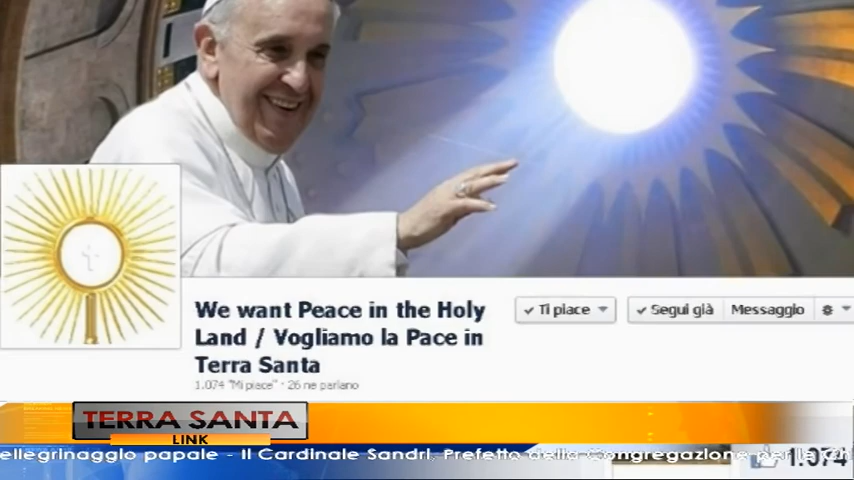 We want Peace in the Holy
Land / Vogliamo la Pace in
Terra Santa
1.074 "Mi piace" · 26 ne parlano
Ti piace
Segui già
Messaggio
TERRA SANTA
LINK
ellegrinaggio papale - Il Cardinale Sandri, Prefetto della Congregazione per le Ch
1.074